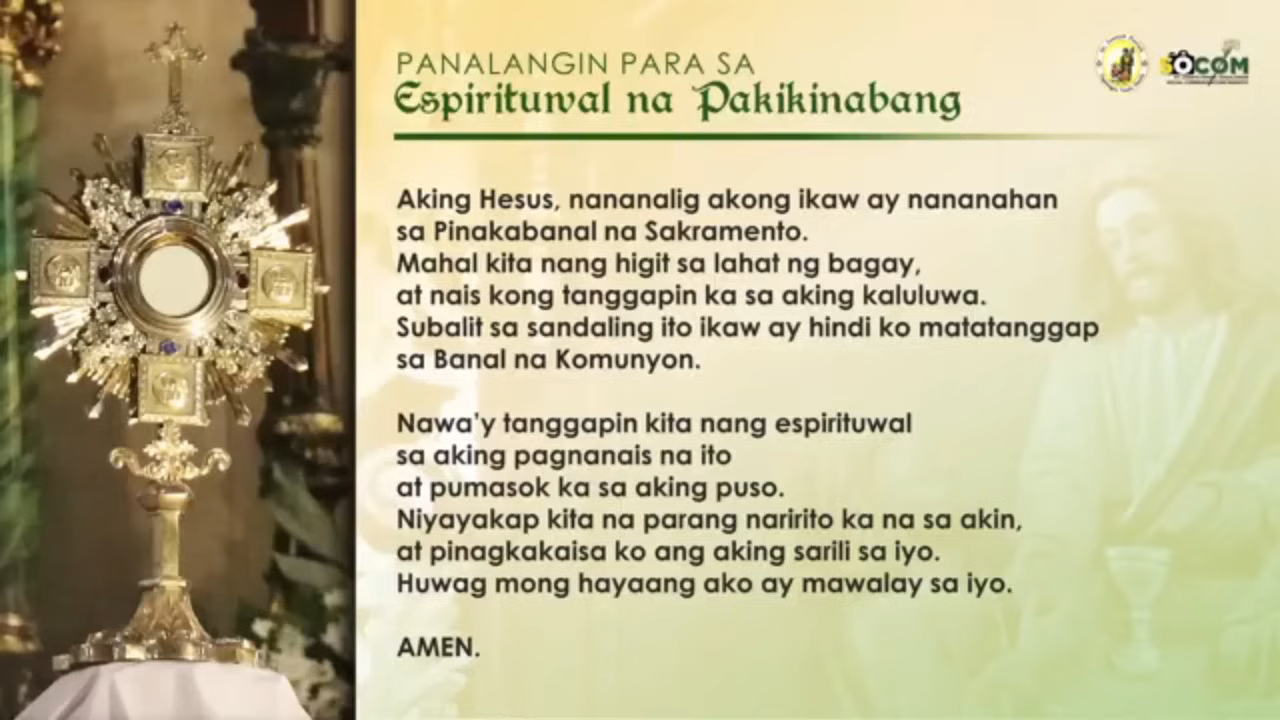 PANALANGIN PARA SA
Espirituwal na Pakikinabang
SOCOM
Aking Hesus, nananalig akong ikaw ay nananahan
sa Pinakabanal na Sakramento.
Mahal kita nang higit sa lahat ng bagay,
at nais kong tanggapin ka sa aking kaluluwa.
Subalit sa sandaling ito ikaw ay hindi ko matatanggap
sa Banal na Komunyon.
Nawa'y tanggapin kita nang espirituwal
sa aking pagnanais na ito
at pumasok ka sa aking puso.
Niyayakap kita na parang naririto ka na sa akin,
at pinagkakaisa ko ang aking sarili sa iyo.
Huwag mong hayaang ako ay mawalay sa iyo.
AMEN.